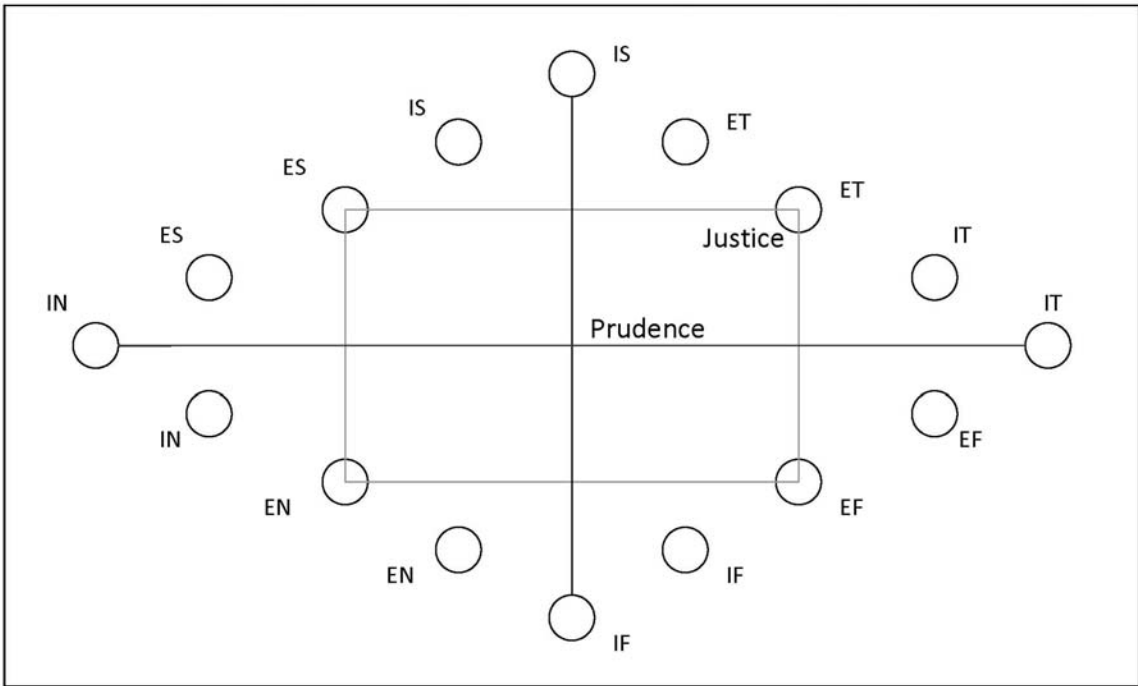 IS
IS
ET
ES
ET
Justice
ES
IT
IN
Prudence
IT
IN
EF
EN
EF
EN
IF
IF